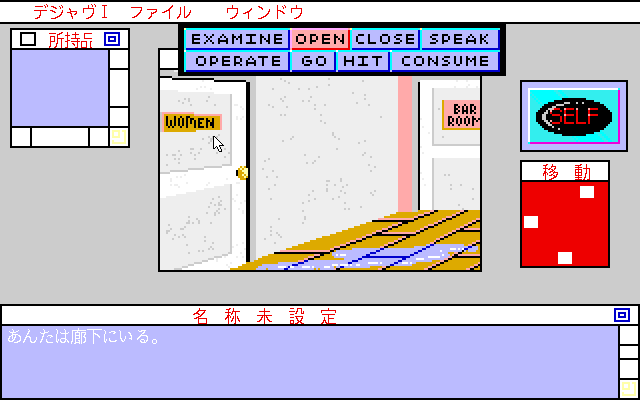 デジャヴI ファイル ウィンドウ
所持品
EXAMINE OPEN CLOSE SPEAK
OPERATE GO HIT CONSUME
WOMEN
BAR
ROOM
SELF
移 動
名 称 未 設 定
あんたは廊下にいる。